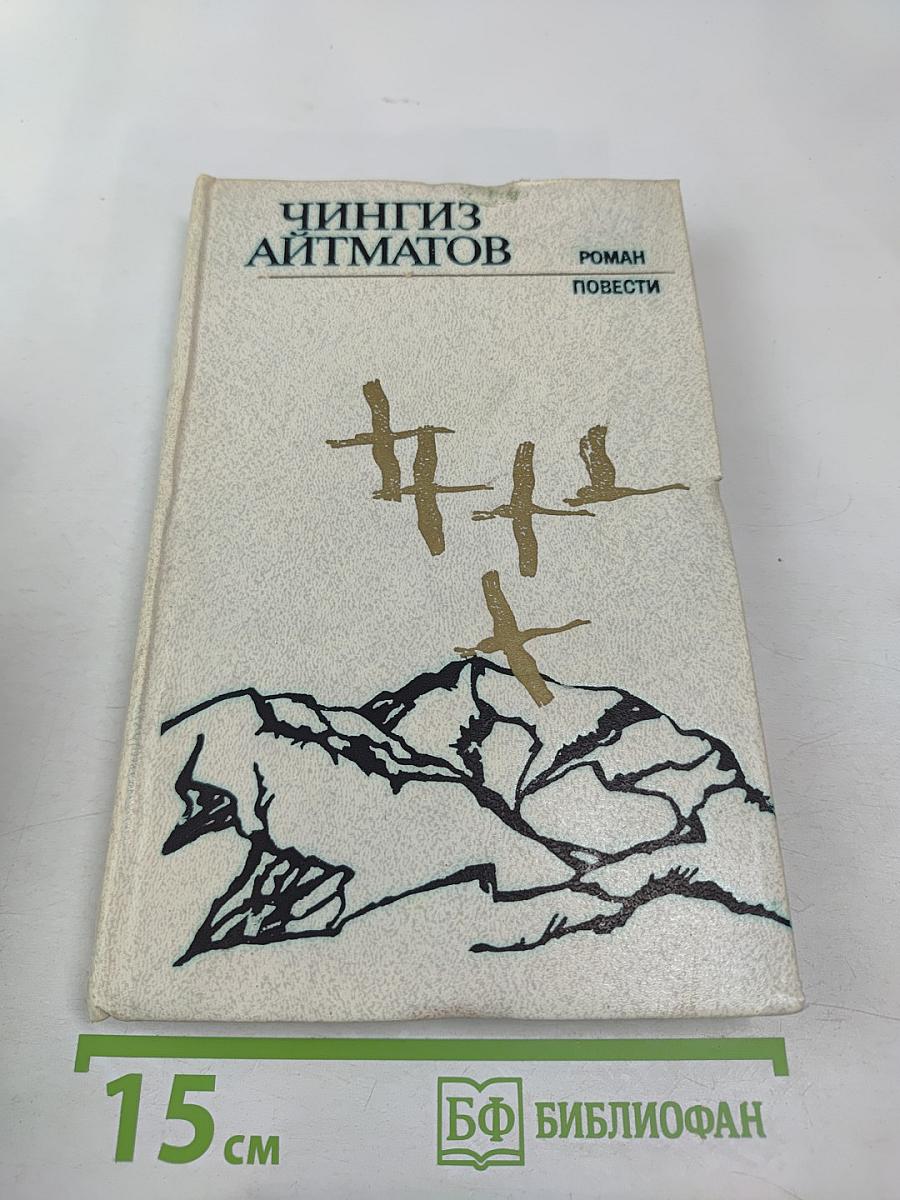 ЧИНГИЗ
АЙТМАТОВ
РОМАН
ПОВЕСТИ
15 см
БФ БИБЛИОФАН